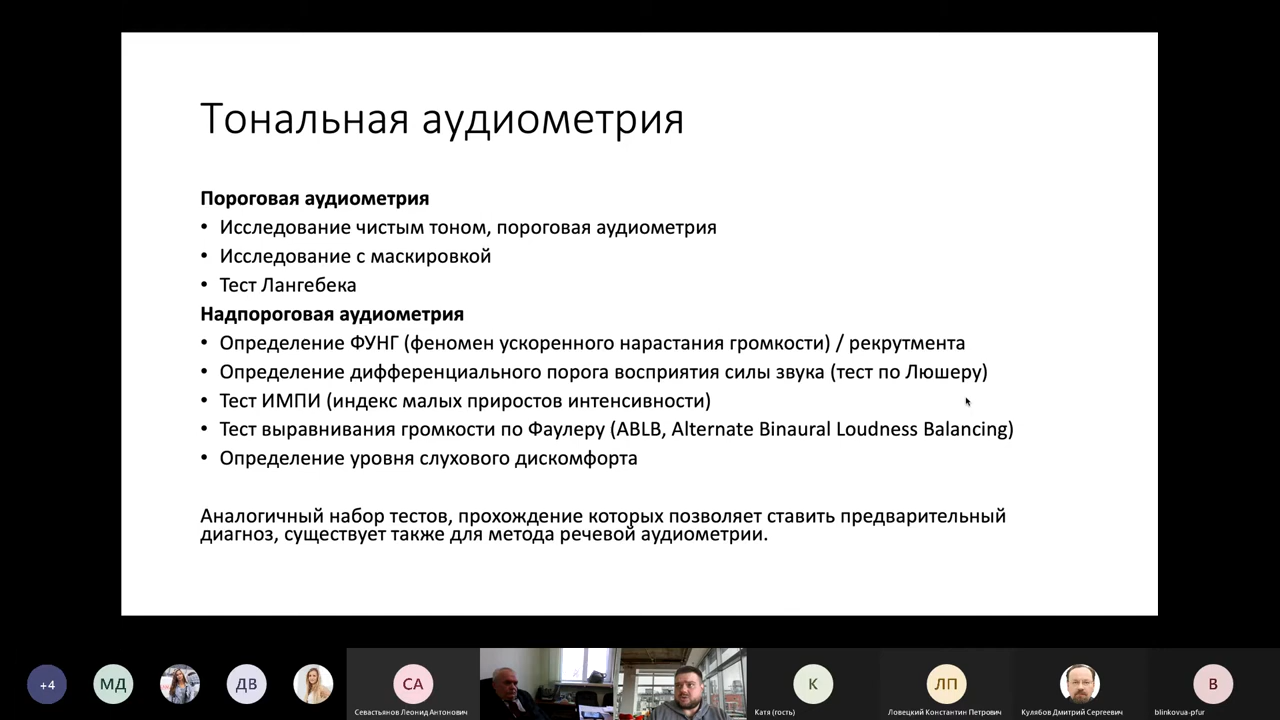 Тональная аудиометрия
Пороговая аудиометрия
• Исследование чистым тоном, пороговая аудиометрия
• Исследование с маскировкой
• Тест Лангебека
Надпороговая аудиометрия
• Определение ФУНГ (феномен ускоренного нарастания громкости) / рекрутмента
• Определение дифференциального порога восприятия силы звука (тест по Люшеру)
• Тест ИМПИ (индекс малых приростов интенсивности)
• Тест выравнивания громкости по Фаулеру (ABLB, Alternate Binaural Loudness Balancing)
• Определение уровня слухового дискомфорта
Аналогичный набор тестов, прохождение которых позволяет ставить предварительный
диагноз, существует также для метода речевой аудиометрии.
+4
МД
ДВ
СА
К
ЛП
B
Севастьянов Леонид Антонович
Катя (гость)
Ловецкий Константин Петрович
Кулябов Дмитрий Сергеевич
blinkovua-pfur